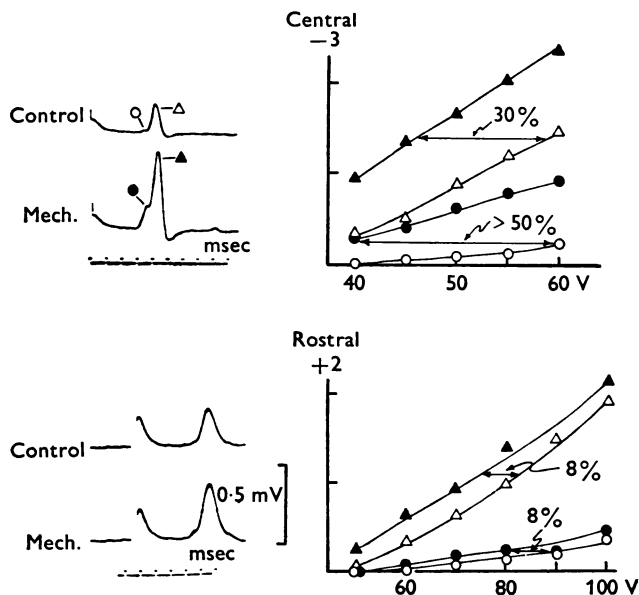 Central
−3
Control
Mech.
msec
30%
> 50%
40 50 60 V
Rostral
+2
Control
0·5 mV
Mech.
msec
8%
8%
60 80 100 V